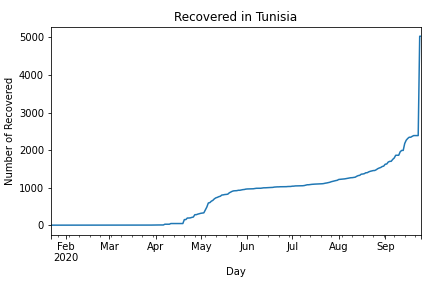 Recovered in Tunisia
Number of Recovered
5000
4000
3000
2000
1000
0
Feb
2020
Mar
Apr
May
Jun
Jul
Aug
Sep
Day